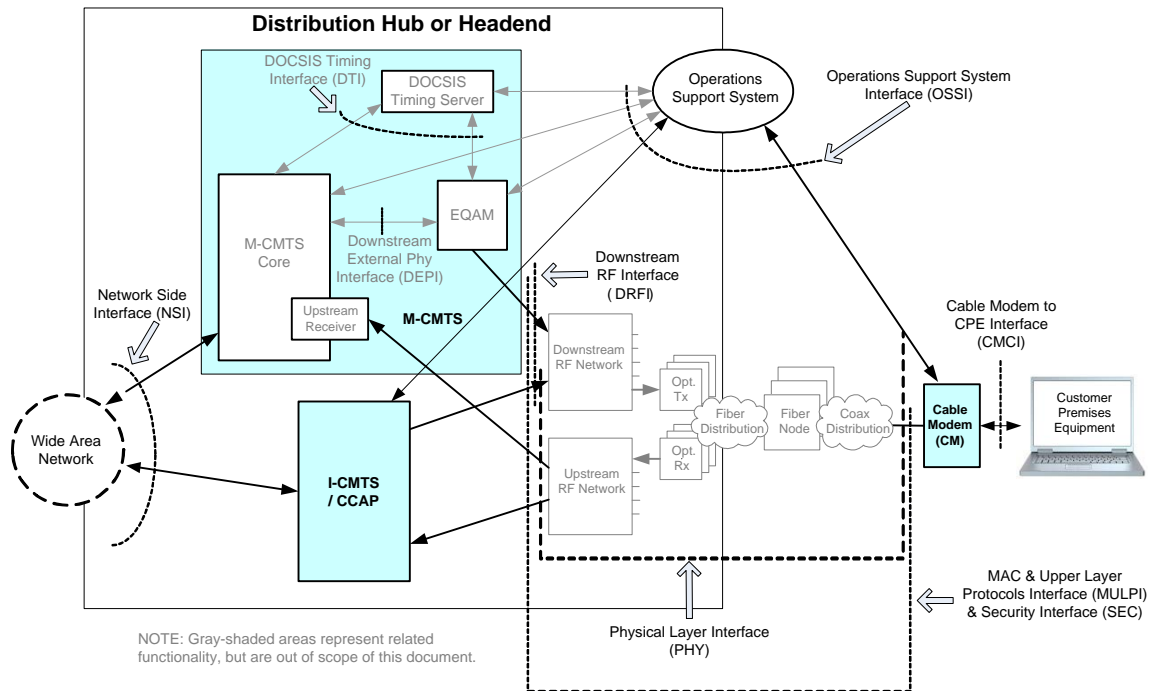 Distribution Hub or Headend
DOCSIS Timing
Interface (DTI)
DOCSIS
Timing Server
Operations
Support System
Operations Support System
Interface (OSSI)
M-CMTS
Core
EQAM
Downstream
External Phy
Interface (DEPI)
Upstream
Receiver
M-CMTS
Network Side
Interface (NSI)
Downstream
RF Interface
( DRFI)
Cable Modem to
CPE Interface
(CMCI)
Downstream
RF Network
Opt.
Tx
Fiber
Distribution
Fiber
Node
Coax
Distribution
Cable
Modem
(CM)
Customer
Premises
Equipment
Wide Area
Network
Opt.
Rx
Upstream
RF Network
I-CMTS
/ CCAP
MAC & Upper Layer
Protocols Interface (MULPI)
& Security Interface (SEC)
Physical Layer Interface
(PHY)
NOTE: Gray-shaded areas represent related
functionality, but are out of scope of this document.